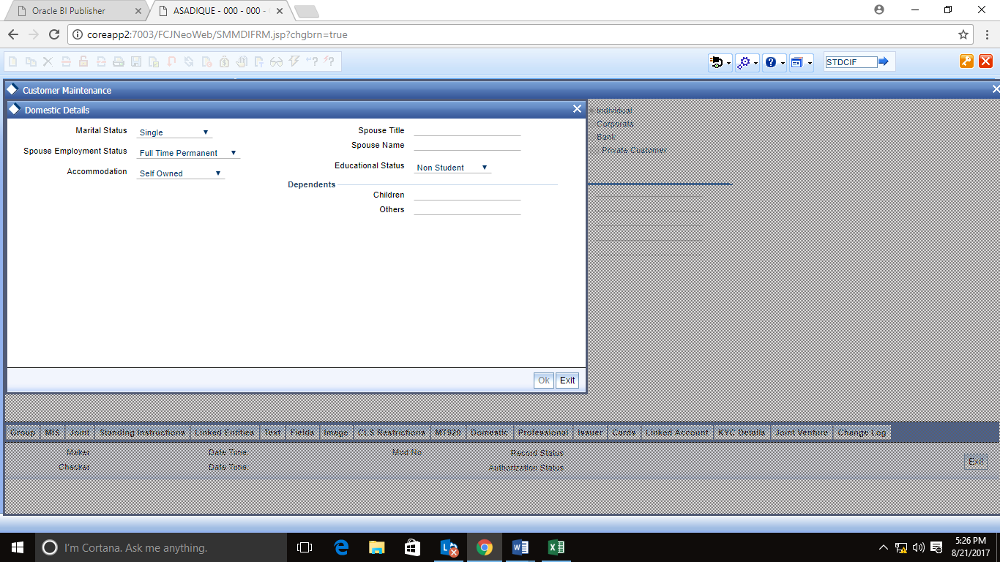 Oracle BI Publisher
ASADIQUE - 000 - 000 -
coreapp2:7003/FCJNeoWeb/SMMDIFRM.jsp?chgbrn=true
STDCIF
Customer Maintenance
Domestic Details
Marital Status Single Spouse Title
Spouse Name
Spouse Employment Status Full Time Permanent
Educational Status Non Student
Accommodation Self Owned
Dependents
Children
Others
Individual
Corporate
Bank
Private Customer
Ok Exit
Group MIS Joint Standing Instructions Linked Entities Text Fields Image CLS Restrictions MT920 Domestic Professional Issuer Cards Linked Account KYC Details Joint Venture Change Log
Maker Date Time: Mod No Record Status
Checker Date Time: Authorization Status
Exit
I'm Cortana. Ask me anything.
5:26 PM
8/21/2017